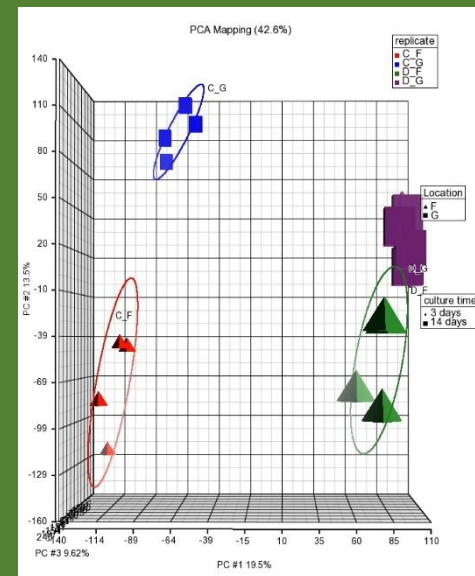 PCA Mapping (42.6%)
replicate
C_F
C_G
D_F
D_G
C_G
Location
F
G
D_G
D_F
culture time
3 days
14 days
C_F
PC #2 13.5%
140
110
80
50
20
-10
-39
-69
-99
-129
-160
-140
-114
-89
-64
-39
-15
10
35
60
85
110
PC #3 9.62%
PC #1 19.5%